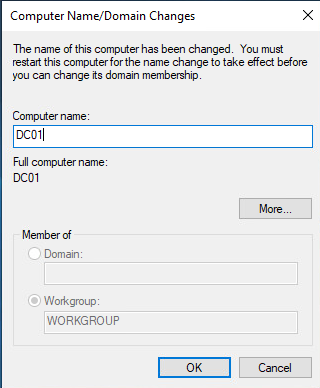 Computer Name/Domain Changes
The name of this computer has been changed.  You must
restart this computer for the name change to take effect before
you can change its domain membership.
Computer name:
DC01
Full computer name:
DC01
More...
Member of
Domain:
Workgroup:
WORKGROUP
OK
Cancel